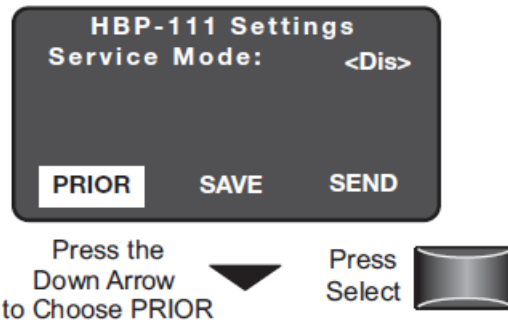 HBP-111 Settings
Service Mode: <Dis>
PRIOR SAVE SEND
Press the
Down Arrow
to Choose PRIOR
Press
Select